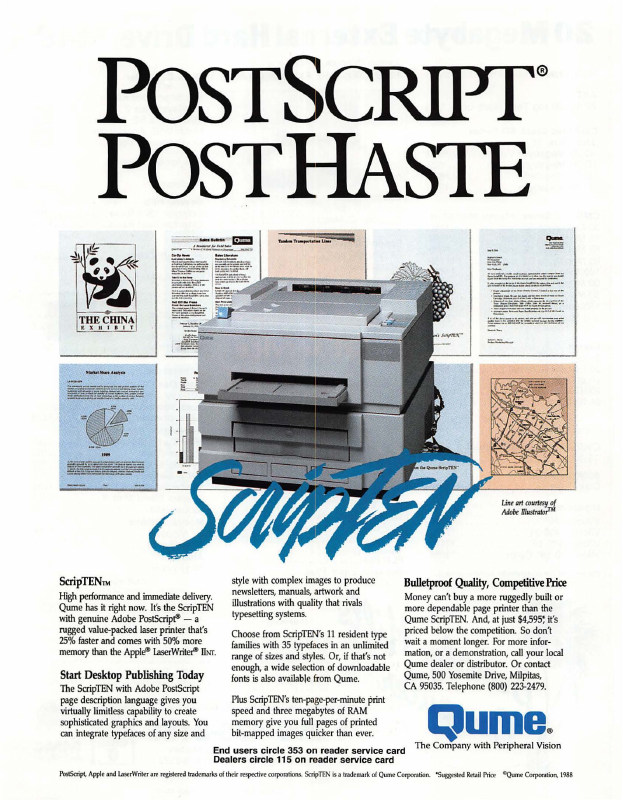 POSTSCRIPT®
POST HASTE
THE CHINA
EXHIBIT
Sales Bulletin Qume
Co-Op News
Sales Literature
Tandem Transportation Lines
Qume
Market Share Analysis
1989
Qume
ScripTEN
Line art courtesy of
Adobe Illustrator™
ScripTEN™
High performance and immediate delivery.
Qume has it right now. It's the ScripTEN
with genuine Adobe PostScript® — a
rugged value-packed laser printer that's
25% faster and comes with 50% more
memory than the Apple® LaserWriter® IINT.
Start Desktop Publishing Today
The ScripTEN with Adobe PostScript
page description language gives you
virtually limitless capability to create
sophisticated graphics and layouts. You
can integrate typefaces of any size and
style with complex images to produce
newsletters, manuals, artwork and
illustrations with quality that rivals
typesetting systems.
Choose from ScripTEN's 11 resident type
families with 35 typefaces in an unlimited
range of sizes and styles. Or, if that's not
enough, a wide selection of downloadable
fonts is also available from Qume.
Plus ScripTEN's ten-page-per-minute print
speed and three megabytes of RAM
memory give you full pages of printed
bit-mapped images quicker than ever.
Bulletproof Quality, Competitive Price
Money can't buy a more ruggedly built or
more dependable page printer than the
Qume ScripTEN. And, at just $4,595*, it's
priced below the competition. So don't
wait a moment longer. For more infor-
mation, or a demonstration, call your local
Qume dealer or distributor. Or contact
Qume, 500 Yosemite Drive, Milpitas,
CA 95035. Telephone (800) 223-2479.
Qume®
The Company with Peripheral Vision
End users circle 353 on reader service card
Dealers circle 115 on reader service card
PostScript, Apple and LaserWriter are registered trademarks of their respective corporations. ScripTEN is a trademark of Qume Corporation. *Suggested Retail Price ©Qume Corporation, 1988